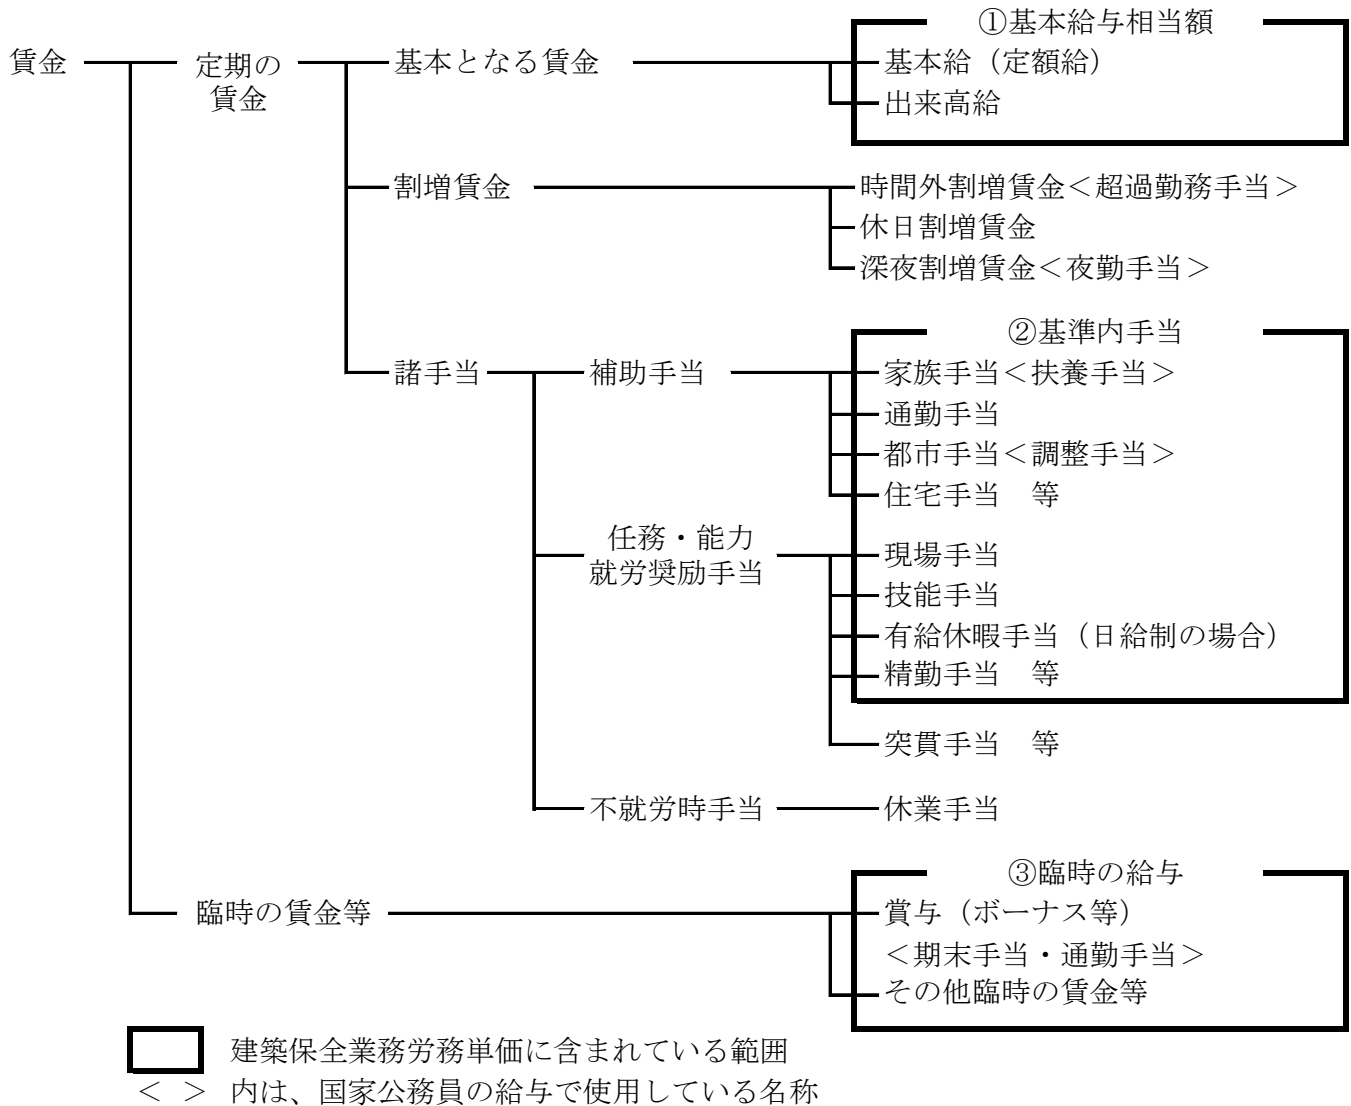 ①基本給与相当額
賃金
定期の
賃金
基本となる賃金
基本給（定額給）
出来高給
割増賃金
時間外割増賃金＜超過勤務手当＞
休日割増賃金
深夜割増賃金＜夜勤手当＞
②基準内手当
諸手当
補助手当
家族手当＜扶養手当＞
通勤手当
都市手当＜調整手当＞
住宅手当　等
任務・能力
就労奨励手当
現場手当
技能手当
有給休暇手当（日給制の場合）
精勤手当　等
突貫手当　等
不就労時手当
休業手当
③臨時の給与
臨時の賃金等
賞与（ボーナス等）
＜期末手当・通勤手当＞
その他臨時の賃金等
建築保全業務労務単価に含まれている範囲
＜　＞　内は、国家公務員の給与で使用している名称